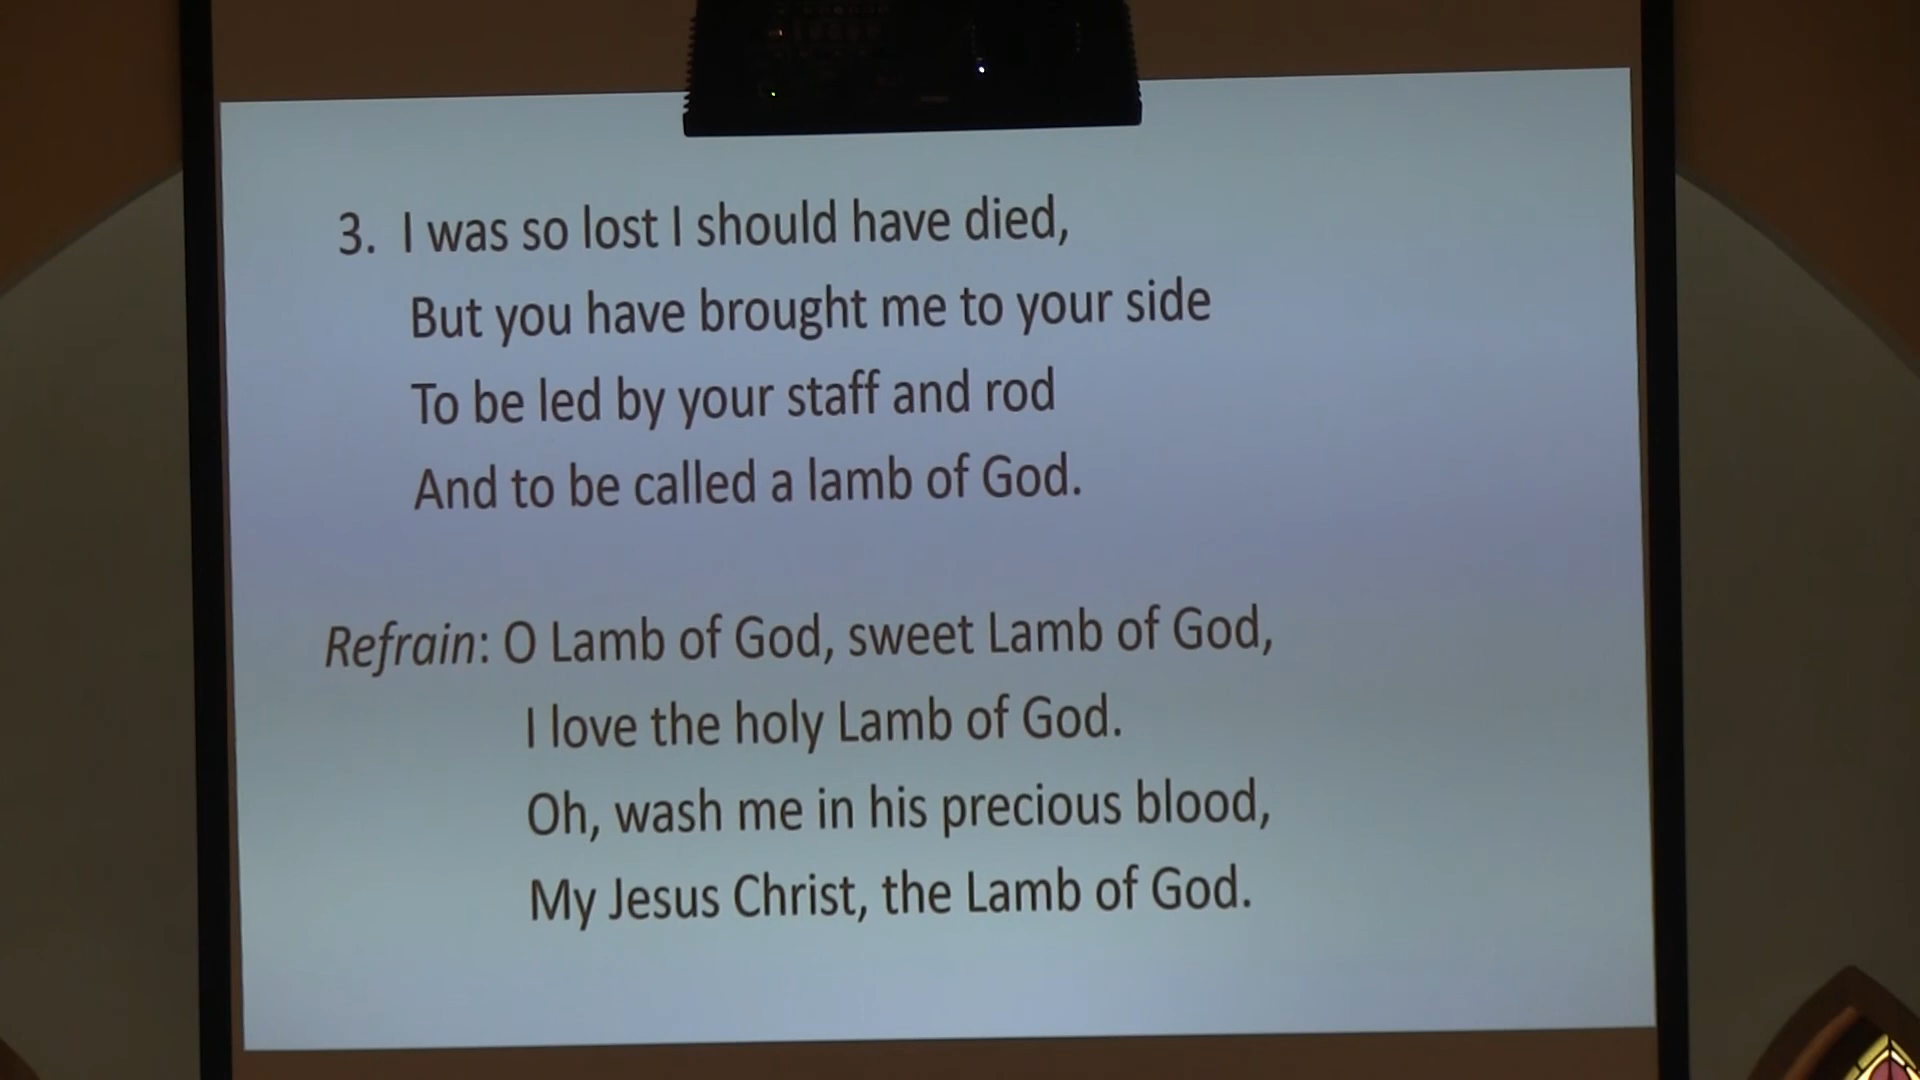 3. I was so lost I should have died,
But you have brought me to your side
To be led by your staff and rod
And to be called a lamb of God.
Refrain: O Lamb of God, sweet Lamb of God,
I love the holy Lamb of God.
Oh, wash me in his precious blood,
My Jesus Christ, the Lamb of God.